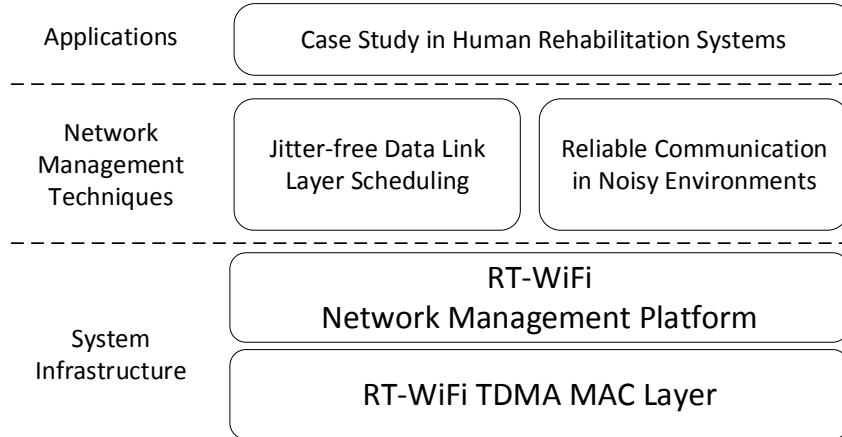 Applications
Case Study in Human Rehabilitation Systems
Network
Management
Techniques
Jitter-free Data Link
Layer Scheduling
Reliable Communication
in Noisy Environments
System
Infrastructure
RT-WiFi
Network Management Platform
RT-WiFi TDMA MAC Layer